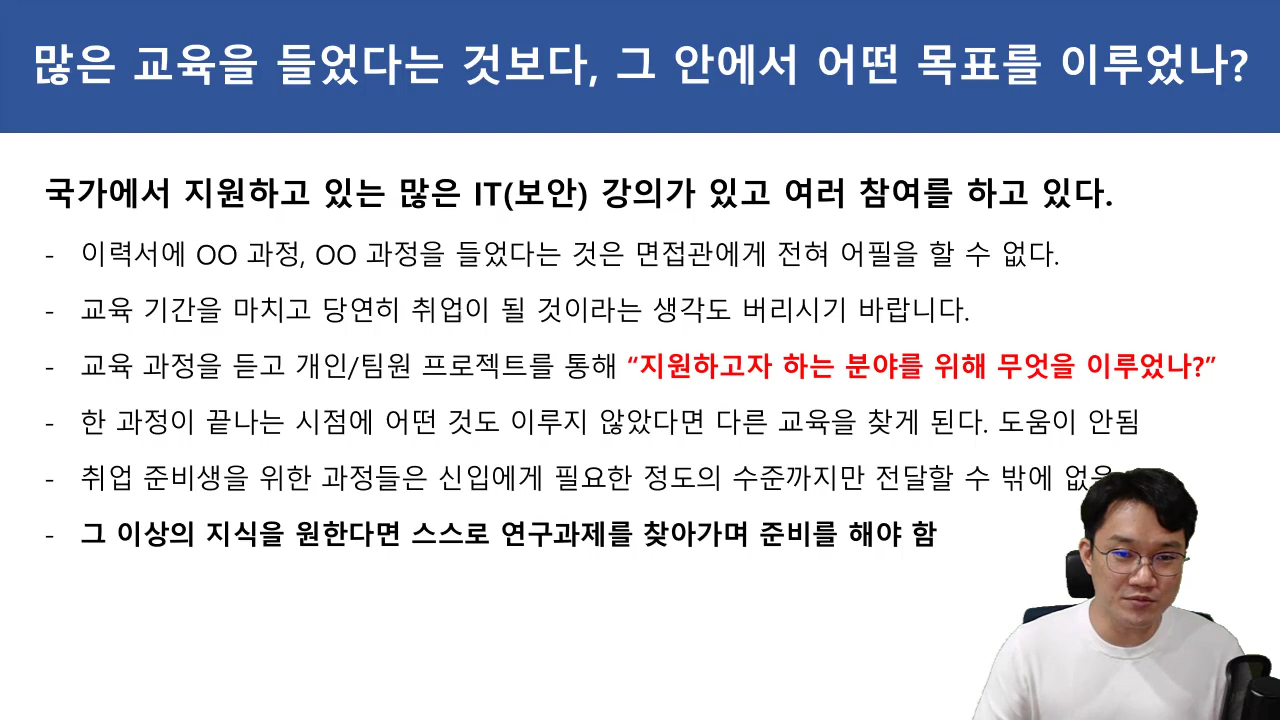 많은 교육을 들었다는 것보다, 그 안에서 어떤 목표를 이루었나?
국가에서 지원하고 있는 많은 IT(보안) 강의가 있고 여러 참여를 하고 있다.
- 이력서에 OO 과정, OO 과정을 들었다는 것은 면접관에게 전혀 어필을 할 수 없다.
- 교육 기간을 마치고 당연히 취업이 될 것이라는 생각도 버리시기 바랍니다.
- 교육 과정을 듣고 개인/팀원 프로젝트를 통해 “지원하고자 하는 분야를 위해 무엇을 이루었나?”
- 한 과정이 끝나는 시점에 어떤 것도 이루지 않았다면 다른 교육을 찾게 된다. 도움이 안됨
- 취업 준비생을 위한 과정들은 신입에게 필요한 정도의 수준까지만 전달할 수 밖에
- 그 이상의 지식을 원한다면 스스로 연구과제를 찾아가며 준비를 해야 함